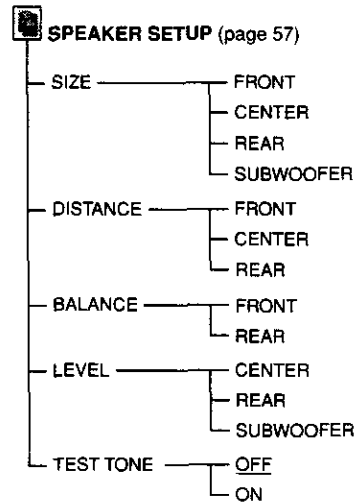 SPEAKER SETUP (page 57)
SIZE FRONT
CENTER
REAR
SUBWOOFER
DISTANCE FRONT
CENTER
REAR
BALANCE FRONT
REAR
LEVEL CENTER
REAR
SUBWOOFER
TEST TONE OFF
ON